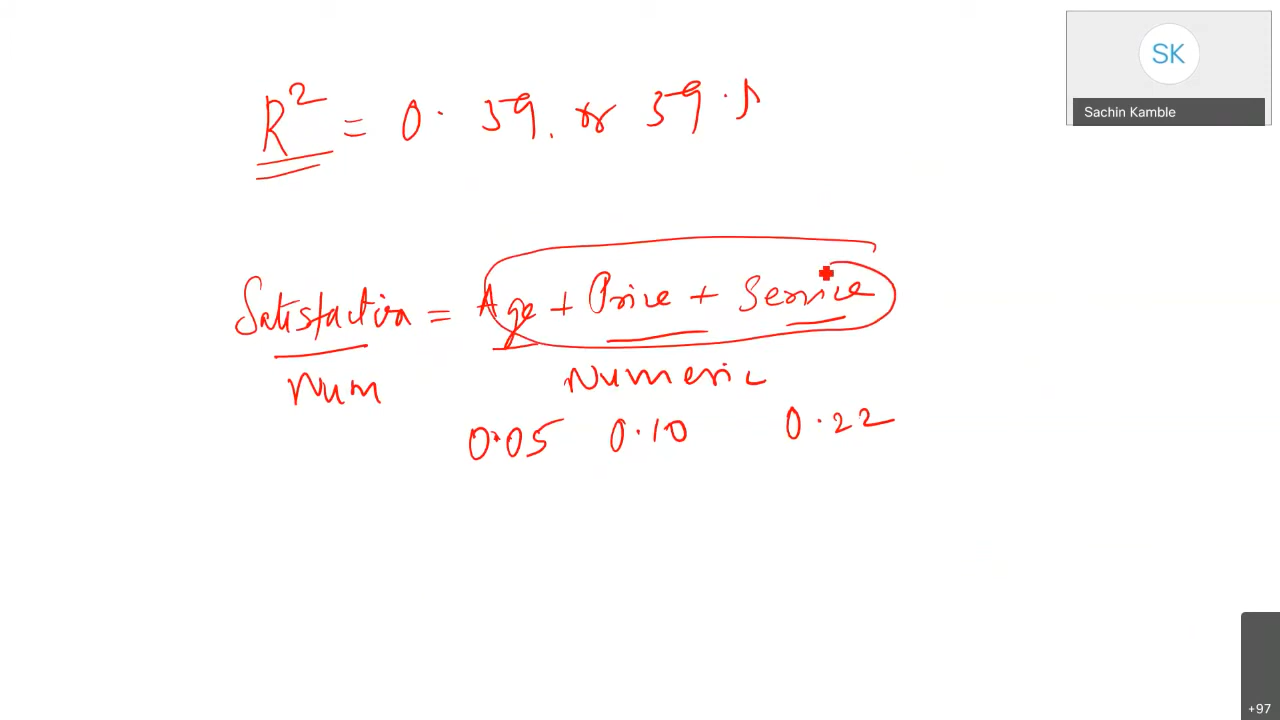 SK
Sachin Kamble
R² = 0.39. or 39.
Satisfaction = Age + Price + Service
Num Numeric
0.05 0.10 0.22
+97